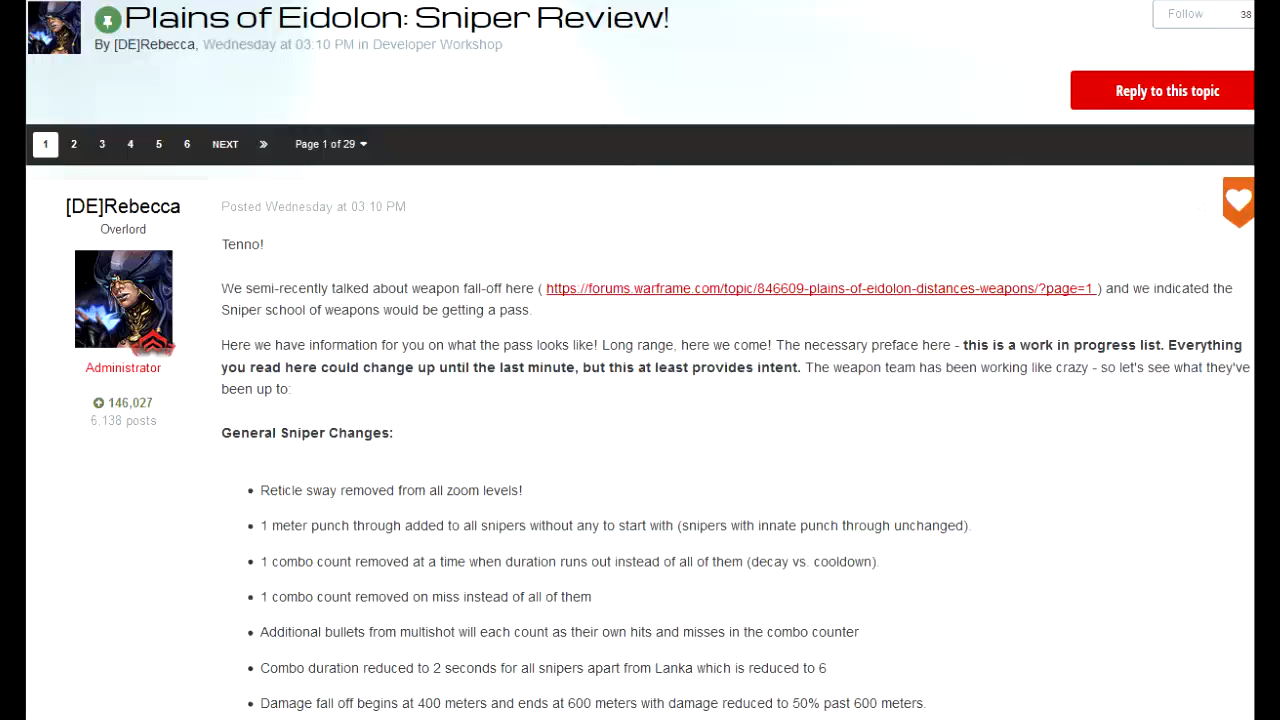 Plains of Eidolon: Sniper Review!
By [DE]Rebecca, Wednesday at 03:10 PM in Developer Workshop
Follow 38
Reply to this topic
1 2 3 4 5 6 NEXT » Page 1 of 29
[DE]Rebecca
Overlord
Administrator
146,027
6,138 posts
Posted Wednesday at 03:10 PM
Tenno!
We semi-recently talked about weapon fall-off here ( https://forums.warframe.com/topic/846609-plains-of-eidolon-distances-weapons/?page=1 ) and we indicated the
Sniper school of weapons would be getting a pass.
Here we have information for you on what the pass looks like! Long range, here we come! The necessary preface here - this is a work in progress list. Everything
you read here could change up until the last minute, but this at least provides intent. The weapon team has been working like crazy - so let's see what they've
been up to:
General Sniper Changes:
• Reticle sway removed from all zoom levels!
• 1 meter punch through added to all snipers without any to start with (snipers with innate punch through unchanged).
• 1 combo count removed at a time when duration runs out instead of all of them (decay vs. cooldown).
• 1 combo count removed on miss instead of all of them
• Additional bullets from multishot will each count as their own hits and misses in the combo counter
• Combo duration reduced to 2 seconds for all snipers apart from Lanka which is reduced to 6
• Damage fall off begins at 400 meters and ends at 600 meters with damage reduced to 50% past 600 meters.